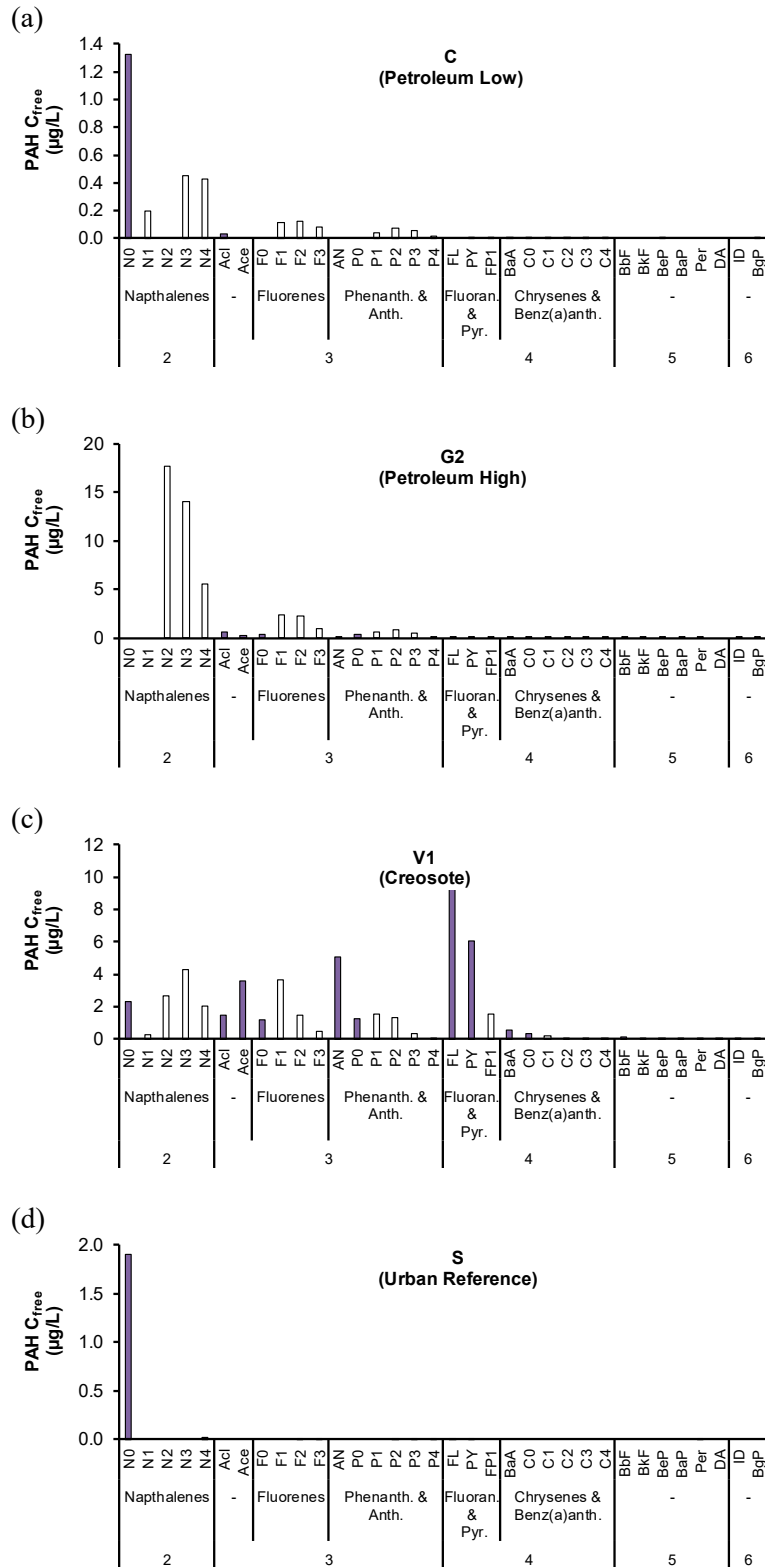 (a)
C
(Petroleum Low)
PAH Cfree
(µg/L)
1.4
1.2
1.0
0.8
0.6
0.4
0.2
0.0
N0 N1 N2 N3 N4 Acl Ace F0 F1 F2 F3 AN P0 P1 P2 P3 P4 FL PY FP1 BaA C0 C1 C2 C3 C4 BbF BkF BeP BaP Per DA ID BgP
Napthalenes - Fluorenes Phenanth. & Fluoran. Chrysenes & - -
Anth. & Benz(a)anth.
Pyr.
2 3 4 5 6
(b)
G2
(Petroleum High)
PAH Cfree
(µg/L)
20
15
10
5
0
N0 N1 N2 N3 N4 Acl Ace F0 F1 F2 F3 AN P0 P1 P2 P3 P4 FL PY FP1 BaA C0 C1 C2 C3 C4 BbF BkF BeP BaP Per DA ID BgP
Napthalenes - Fluorenes Phenanth. & Fluoran. Chrysenes & - -
Anth. & Benz(a)anth.
Pyr.
2 3 4 5 6
(c)
V1
(Creosote)
PAH Cfree
(µg/L)
12
10
8
6
4
2
0
N0 N1 N2 N3 N4 Acl Ace F0 F1 F2 F3 AN P0 P1 P2 P3 P4 FL PY FP1 BaA C0 C1 C2 C3 C4 BbF BkF BeP BaP Per DA ID BgP
Napthalenes - Fluorenes Phenanth. & Fluoran. Chrysenes & - -
Anth. & Benz(a)anth.
Pyr.
2 3 4 5 6
(d)
S
(Urban Reference)
PAH Cfree
(µg/L)
2.0
1.5
1.0
0.5
0.0
N0 N1 N2 N3 N4 Acl Ace F0 F1 F2 F3 AN P0 P1 P2 P3 P4 FL PY FP1 BaA C0 C1 C2 C3 C4 BbF BkF BeP BaP Per DA ID BgP
Napthalenes - Fluorenes Phenanth. & Fluoran. Chrysenes & - -
Anth. & Benz(a)anth.
Pyr.
2 3 4 5 6